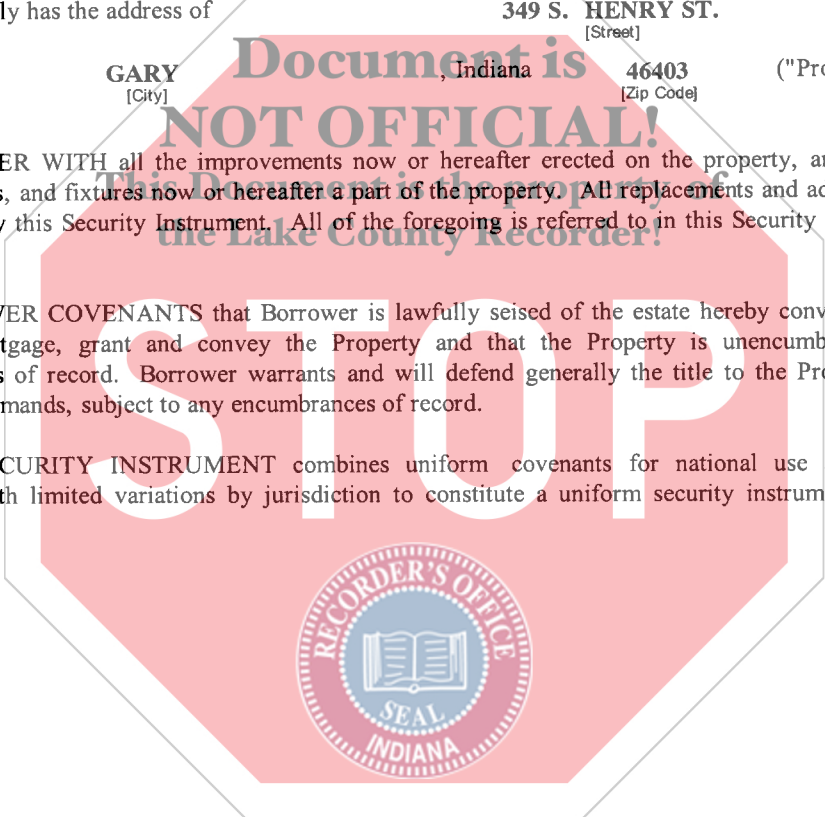 ly has the address of 349 S. HENRY ST.
[Street]
Document is
GARY , Indiana 46403 ("Pro
[City] [Zip Code]
NOT OFFICIAL!
ER WITH all the improvements now or hereafter erected on the property, an
This Document is the property of
s, and fixtures now or hereafter a part of the property. All replacements and ad
y this Security Instrument. All of the foregoing is referred to in this Security
the Lake County Recorder!
VER COVENANTS that Borrower is lawfully seised of the estate hereby conv
tgage, grant and convey the Property and that the Property is unencumb
s of record. Borrower warrants and will defend generally the title to the Pro
mands, subject to any encumbrances of record.
STOP
CURITY INSTRUMENT combines uniform covenants for national use
th limited variations by jurisdiction to constitute a uniform security instrum
RECORDER'S OFFICE
SEAL
INDIANA